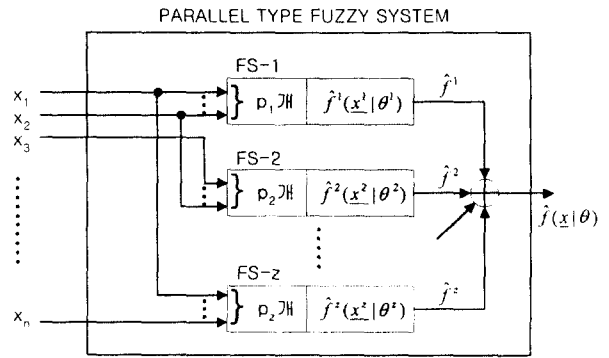 PARALLEL TYPE FUZZY SYSTEM
FS-1
x₁
p₁개
f̂¹(x¹|θ¹)
f̂¹
x₂
x₃
FS-2
p₂개
f̂²(x²|θ²)
f̂²
f̂(x|θ)
FS-z
p_z개
f̂ᶻ(xᶻ|θᶻ)
f̂ᶻ
xₙ